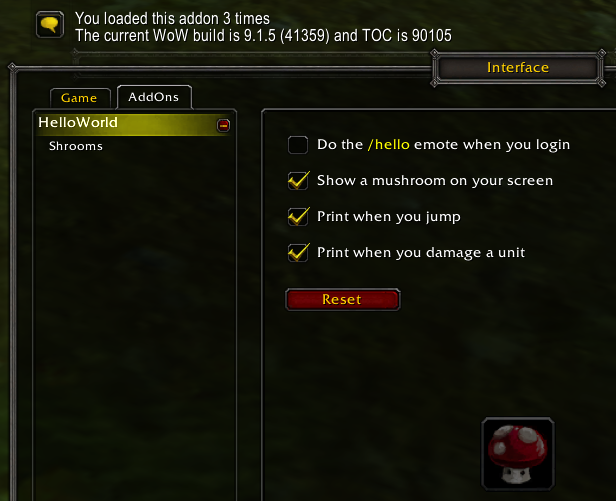 You loaded this addon 3 times
The current WoW build is 9.1.5 (41359) and TOC is 90105
Interface
Game
AddOns
HelloWorld
Shrooms
Do the /hello emote when you login
Show a mushroom on your screen
Print when you jump
Print when you damage a unit
Reset